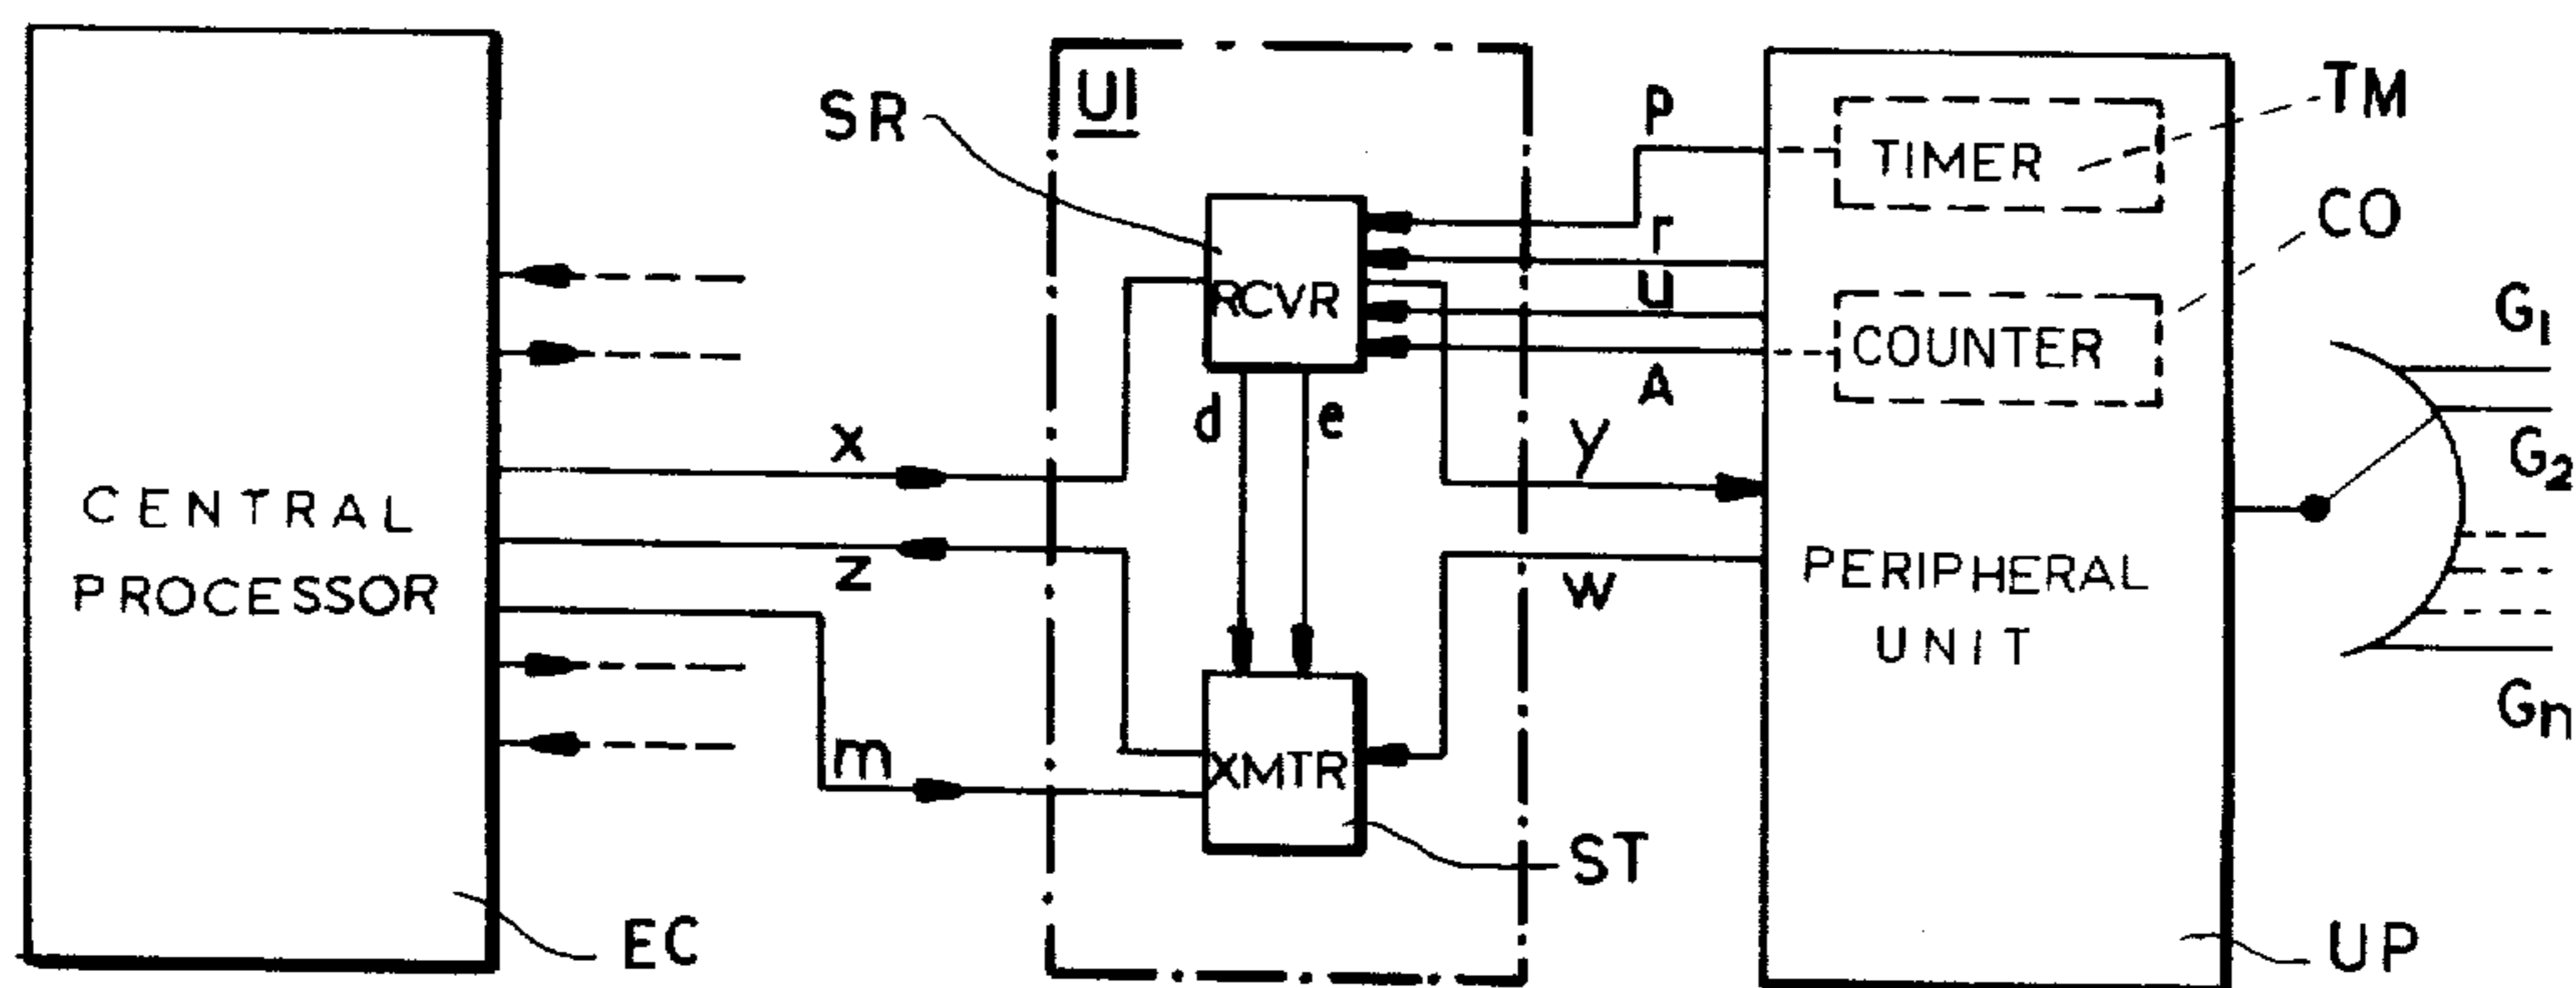 CENTRAL
PROCESSOR
EC
x
z
m
UI
SR
RCVR
d
e
XMTR
ST
p
r
u
A
y
w
TIMER
TM
COUNTER
CO
PERIPHERAL
UNIT
UP
G1
G2
Gn